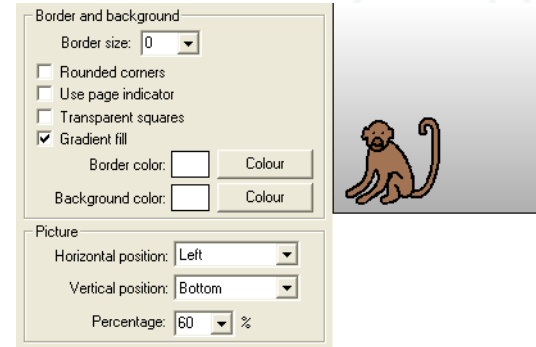 Border and background
Border size: 0
Rounded corners
Use page indicator
Transparent squares
Gradient fill
Border color: Colour
Background color: Colour
Picture
Horizontal position: Left
Vertical position: Bottom
Percentage: 60 %